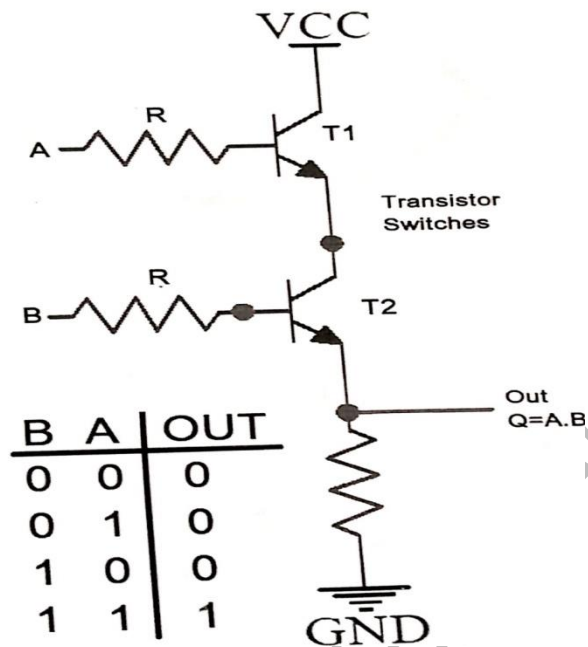 VCC
R
A
T1
Transistor
Switches
R
B
T2
Out
Q=A.B
B A OUT
0 0 0
0 1 0
1 0 0
1 1 1
GND